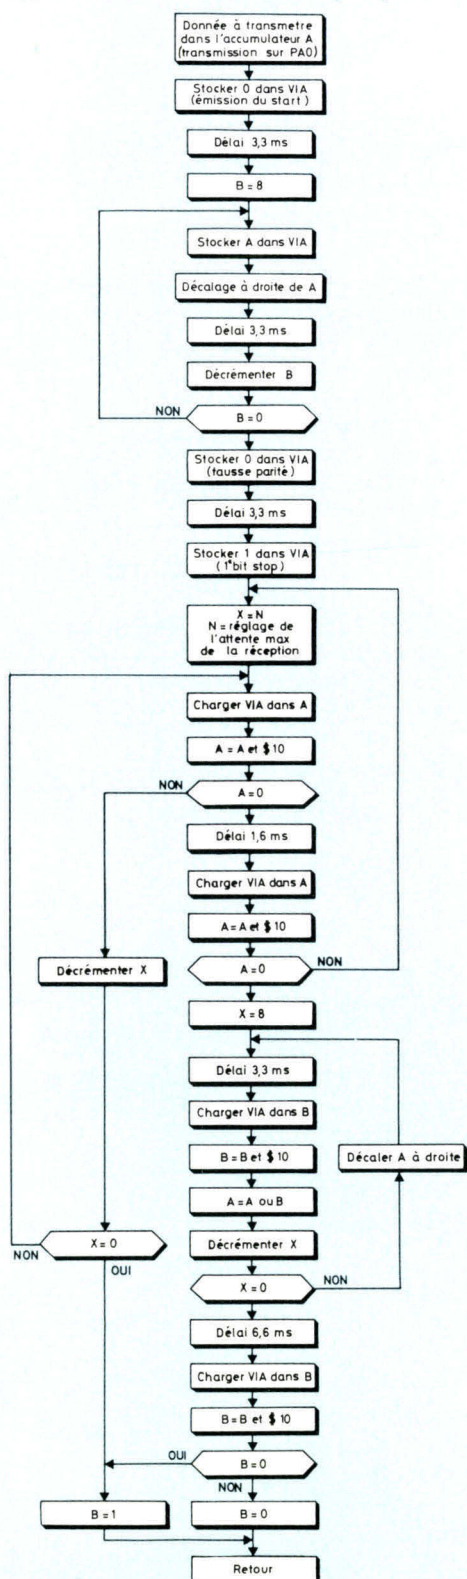 Donnée à transmetre
dans l'accumulateur A
(transmission sur PA0)
Stocker 0 dans VIA
(émission du start)
Délai 3,3 ms
B = 8
Stocker A dans VIA
Décalage à droite de A
Délai 3,3 ms
Décrémenter B
NON
B = 0
Stocker 0 dans VIA
(fausse parité)
Délai 3,3 ms
Stocker 1 dans VIA
(1er bit stop)
X = N
N = réglage de
l'attente max
de la réception
Charger VIA dans A
A = A et $ 10
NON
A = 0
Délai 1,6 ms
Charger VIA dans A
A = A et $ 10
Décrémenter X
A = 0
NON
X = 8
Délai 3,3 ms
Charger VIA dans B
B = B et $ 10
Décaler A à droite
A = A ou B
X = 0
Décrémenter X
NON
OUI
X = 0
NON
Délai 6,6 ms
Charger VIA dans B
B = B et $ 10
OUI
B = 0
NON
B = 1
B = 0
Retour